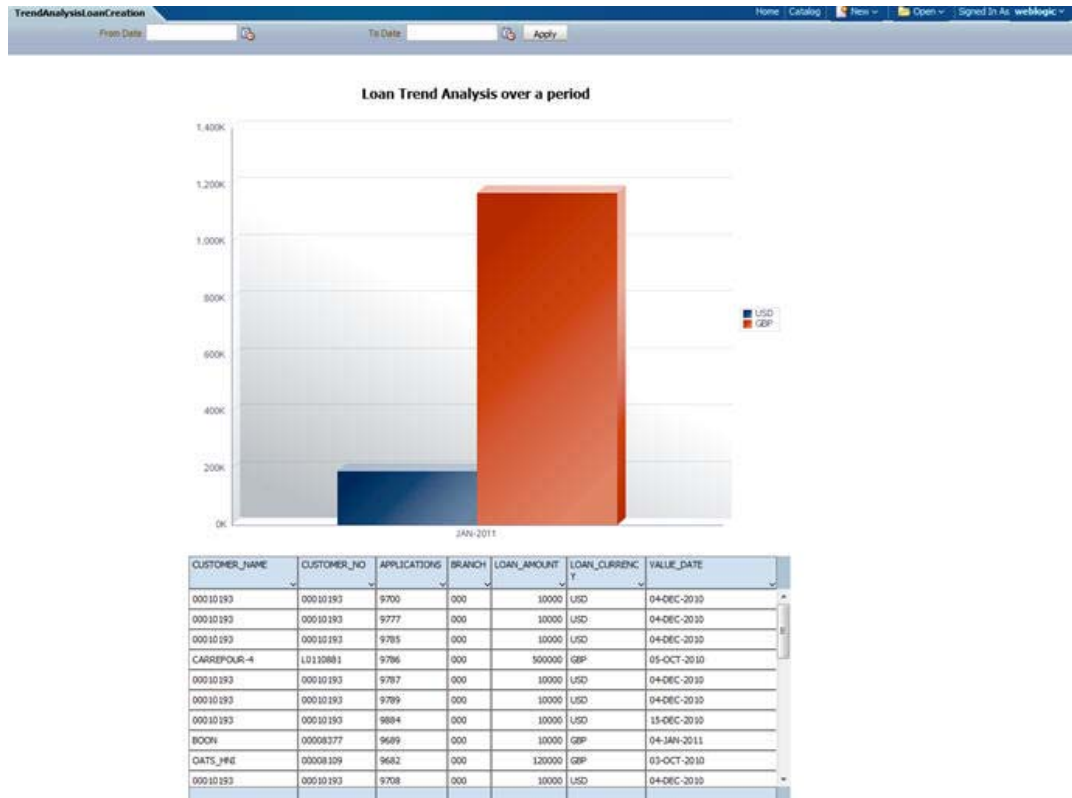 TrendAnalysisLoanCreation Home Catalog New Open Signed In As weblogic
From Date To Date Apply
Loan Trend Analysis over a period
1,400K
1,200K
1,000K
800K
600K
400K
200K
0K
JAN-2011
USD
GBP
CUSTOMER_NAME CUSTOMER_NO APPLICATIONS BRANCH LOAN_AMOUNT LOAN_CURRENC
Y VALUE_DATE
00010193 00010193 9700 000 10000 USD 04-DEC-2010
00010193 00010193 9777 000 10000 USD 04-DEC-2010
00010193 00010193 9785 000 10000 USD 04-DEC-2010
CARREFOUR-4 L0110881 9786 000 500000 GBP 05-OCT-2010
00010193 00010193 9787 000 10000 USD 04-DEC-2010
00010193 00010193 9789 000 10000 USD 04-DEC-2010
00010193 00010193 9884 000 10000 USD 15-DEC-2010
BOON 00008377 9689 000 10000 GBP 04-JAN-2011
OATS_HNI 00008109 9682 000 120000 GBP 03-OCT-2010
00010193 00010193 9708 000 10000 USD 04-DEC-2010